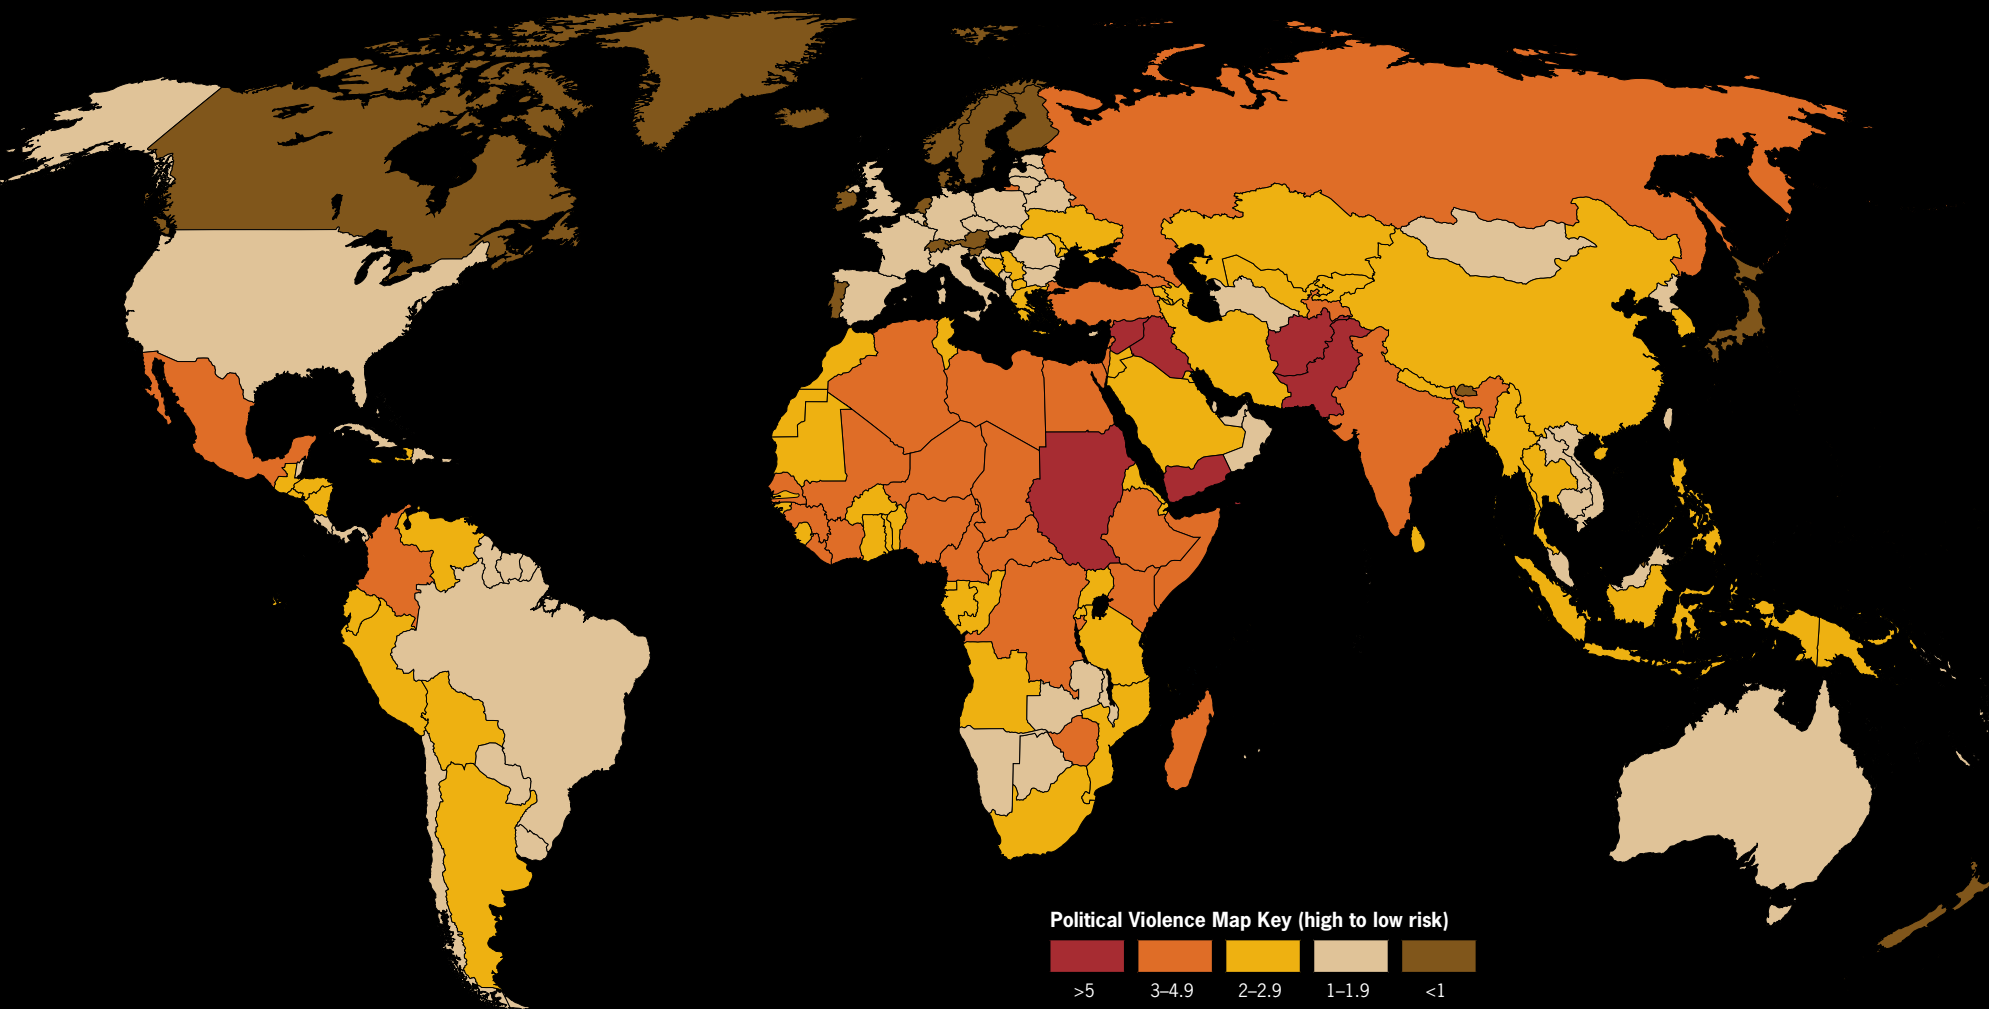 Political Violence Map Key (high to low risk)
>5 3–4.9 2–2.9 1–1.9 <1